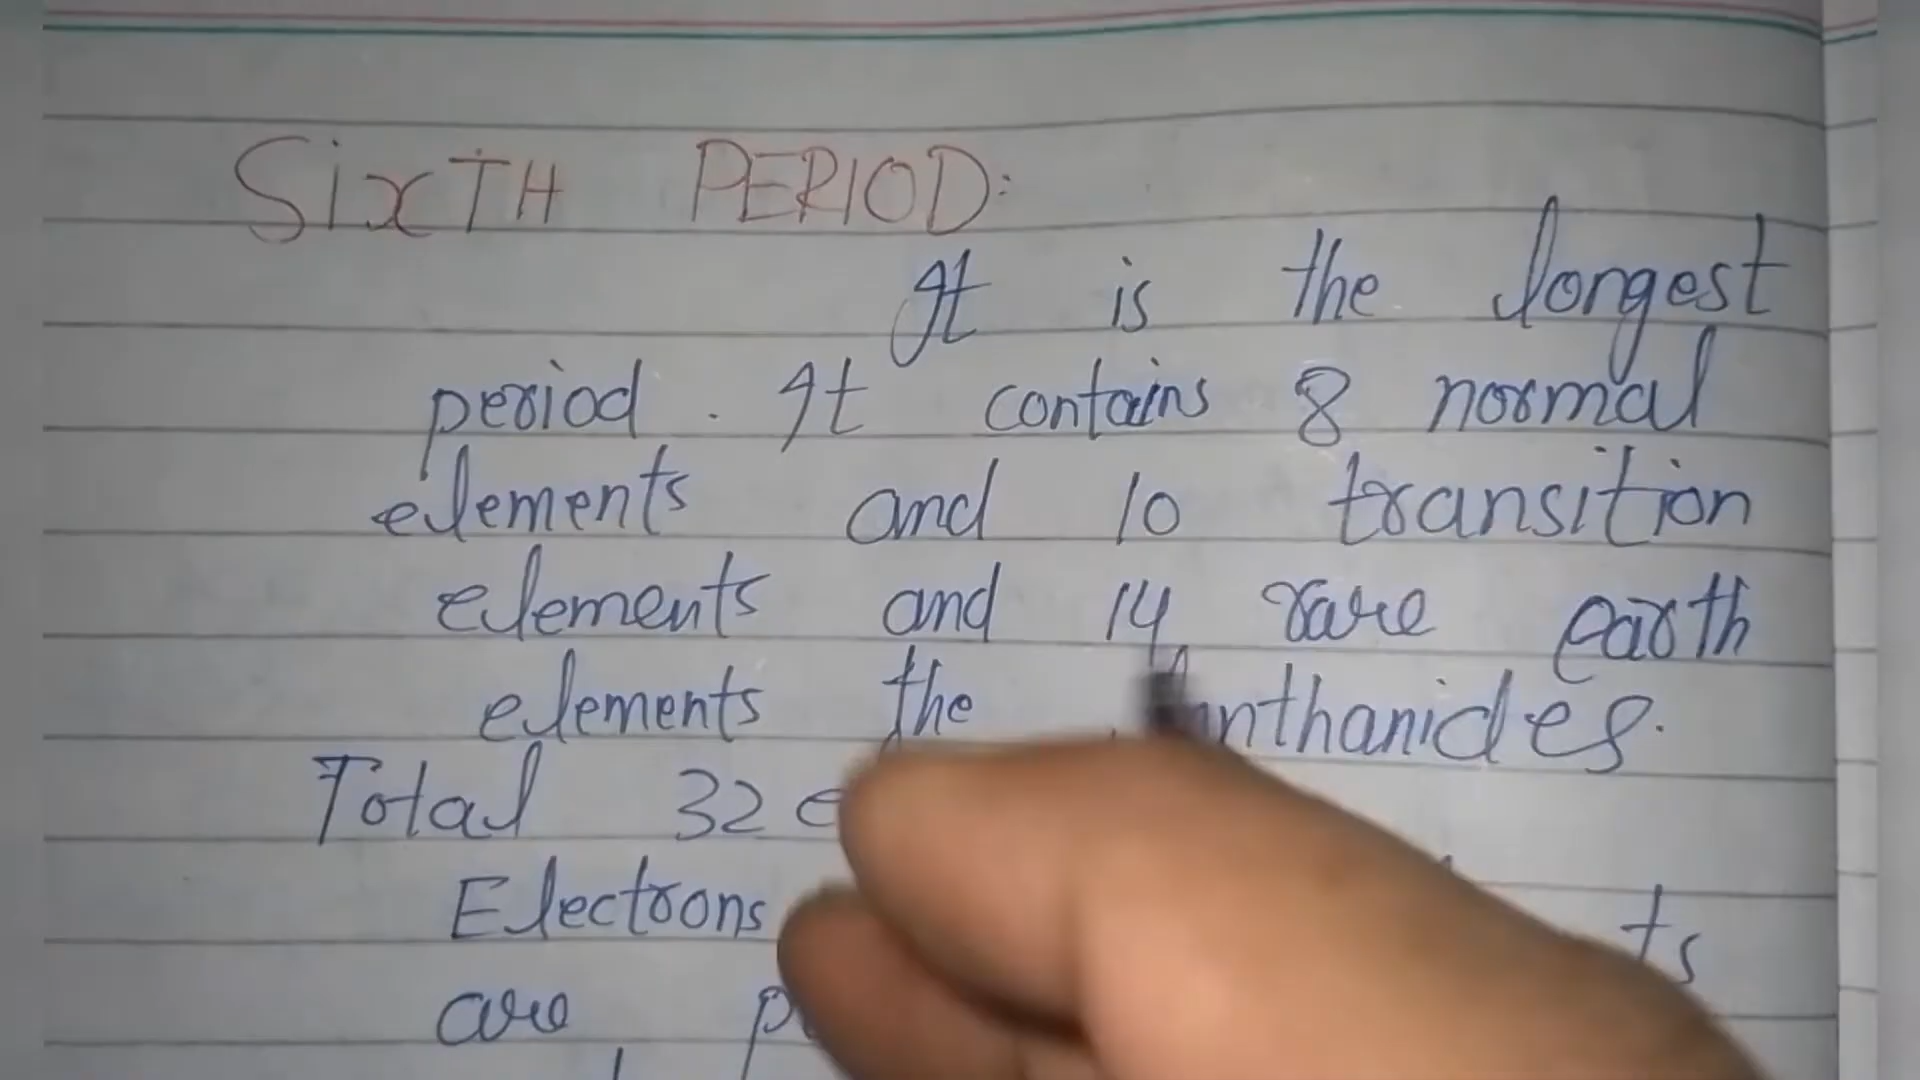 SixTH PERIOD:
It is the longest
period. It contains 8 normal
elements and 10 transition
elements and 14 rare earth
elements the
Total 32
Electrons
are